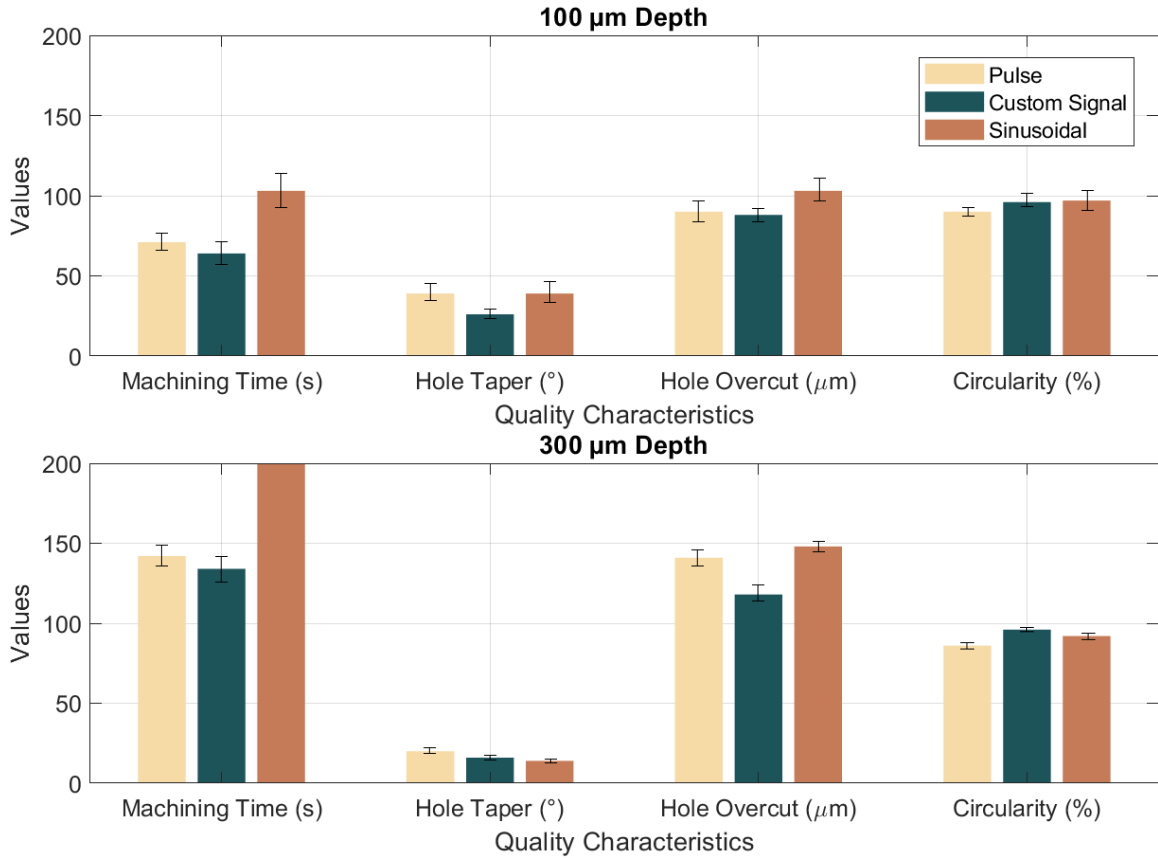 100 µm Depth
200
150
100
50
0
Values
Pulse
Custom Signal
Sinusoidal
Machining Time (s)
Hole Taper (°)
Hole Overcut (μm)
Circularity (%)
Quality Characteristics
300 µm Depth
200
150
100
50
0
Values
Machining Time (s)
Hole Taper (°)
Hole Overcut (μm)
Circularity (%)
Quality Characteristics